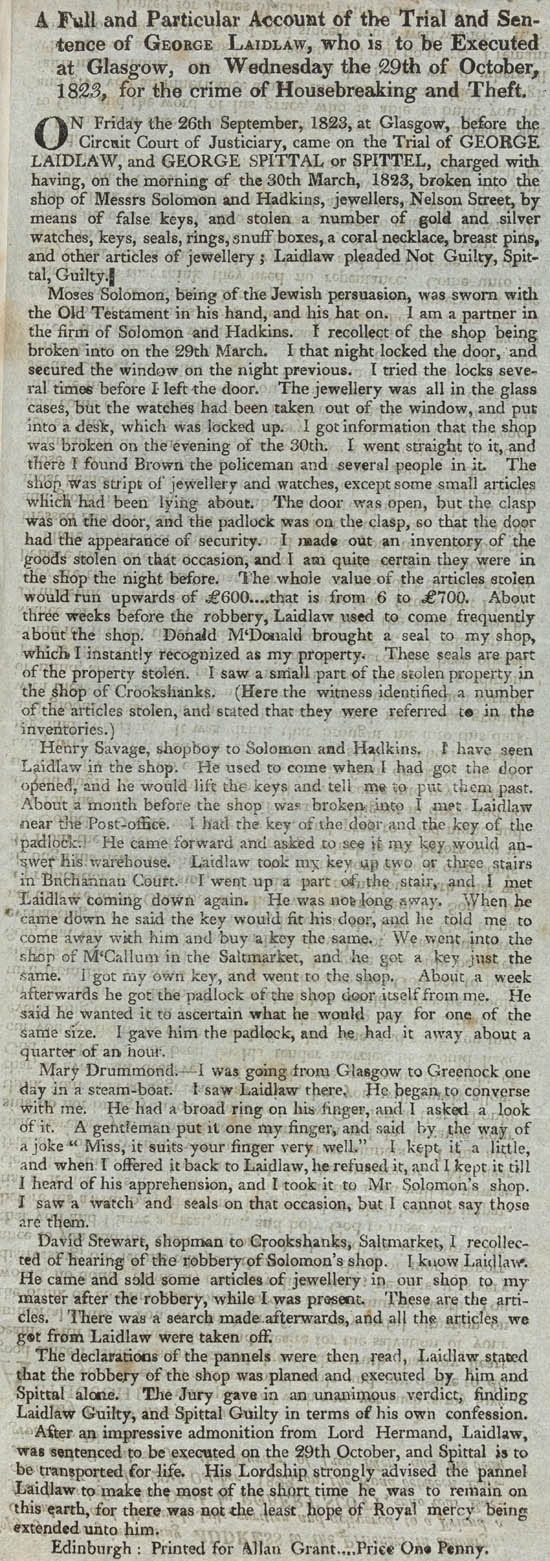 A Full and Particular Account of the Trial and Sen-
tence of GEORGE LAIDLAW, who is to be Executed
at Glasgow, on Wednesday the 29th of October,
1823, for the crime of Housebreaking and Theft.
ON Friday the 26th September, 1823, at Glasgow, before the
Circuit Court of Justiciary, came on the Trial of GEORGE
LAIDLAW, and GEORGE SPITTAL or SPITTEL, charged with
having, on the morning of the 30th March, 1823, broken into the
shop of Messrs Solomon and Hadkins, jewellers, Nelson Street, by
means of false keys, and stolen a number of gold and silver
watches, keys, seals, rings, snuff boxes, a coral necklace, breast pins,
and other articles of jewellery; Laidlaw pleaded Not Guilty, Spit-
tal, Guilty.
Moses Solomon, being of the Jewish persuasion, was sworn with
the Old Testament in his hand, and his hat on. I am a partner in
the firm of Solomon and Hadkins. I recollect of the shop being
broken into on the 29th March. I that night locked the door, and
secured the window on the night previous. I tried the locks seve-
ral times before I left the door. The jewellery was all in the glass
cases, but the watches had been taken out of the window, and put
into a desk, which was locked up. I got information that the shop
was broken on the evening of the 30th. I went straight to it, and
there I found Brown the policeman and several people in it. The
shop was stript of jewellery and watches, except some small articles
which had been lying about. The door was open, but the clasp
was on the door, and the padlock was on the clasp, so that the door
had the appearance of security. I made out an inventory of the
goods stolen on that occasion, and I am quite certain they were in
the shop the night before. The whole value of the articles stolen
would run upwards of £600....that is from 6 to £700. About
three weeks before the robbery, Laidlaw used to come frequently
about the shop. Donald M'Donald brought a seal to my shop,
which I instantly recognized as my property. These seals are part
of the property stolen. I saw a small part of the stolen property in
the shop of Crookshanks. (Here the witness identified a number
of the articles stolen, and stated that they were referred to in the
inventories.)
Henry Savage, shopboy to Solomon and Hadkins. I have seen
Laidlaw in the shop. He used to come when I had got the door
opened, and he would lift the keys and tell me to put them past.
About a month before the shop was broken into I met Laidlaw
near the Post-office. I had the key of the door and the key of the
padlock. He came forward and asked to see if my key would an-
swer his warehouse. Laidlaw took my key up two or three stairs
in Buchannan Court. I went up a part of the stair, and I met
Laidlaw coming down again. He was not long away. When he
came down he said the key would fit his door, and he told me to
come away with him and buy a key the same. We went into the
shop of M'Callum in the Saltmarket, and he got a key just the
same. I got my own key, and went to the shop. About a week
afterwards he got the padlock of the shop door itself from me. He
said he wanted it to ascertain what he would pay for one of the
same size. I gave him the padlock, and he had it away about a
quarter of an hour.
Mary Drummond.—I was going from Glasgow to Greenock one
day in a steam-boat. I saw Laidlaw there. He began to converse
with me. He had a broad ring on his finger, and I asked a look
of it. A gentleman put it one my finger, and said by the way of
a joke “ Miss, it suits your finger very well.” I kept it a little,
and when I offered it back to Laidlaw, he refused it, and I kept it till
I heard of his apprehension, and I took it to Mr Solomon's shop.
I saw a watch and seals on that occasion, but I cannot say those
are them.
David Stewart, shopman to Crookshanks, Saltmarket, I recollec-
ted of hearing of the robbery of Solomon's shop. I know Laidlaw.
He came and sold some articles of jewellery in our shop to my
master after the robbery, while I was present. These are the arti-
cles. There was a search made afterwards, and all the articles we
got from Laidlaw were taken off.
The declarations of the pannels were then read, Laidlaw stated
that the robbery of the shop was planed and executed by him and
Spittal alone. The Jury gave in an unanimous verdict, finding
Laidlaw Guilty, and Spittal Guilty in terms of his own confession.
After an impressive admonition from Lord Hermand, Laidlaw,
was sentenced to be executed on the 29th October, and Spittal is to
be transported for life. His Lordship strongly advised the pannel
Laidlaw to make the most of the short time he was to remain on
this earth, for there was not the least hope of Royal mercy being
extended unto him.
Edinburgh : Printed for Allan Grant....Price One Penny.